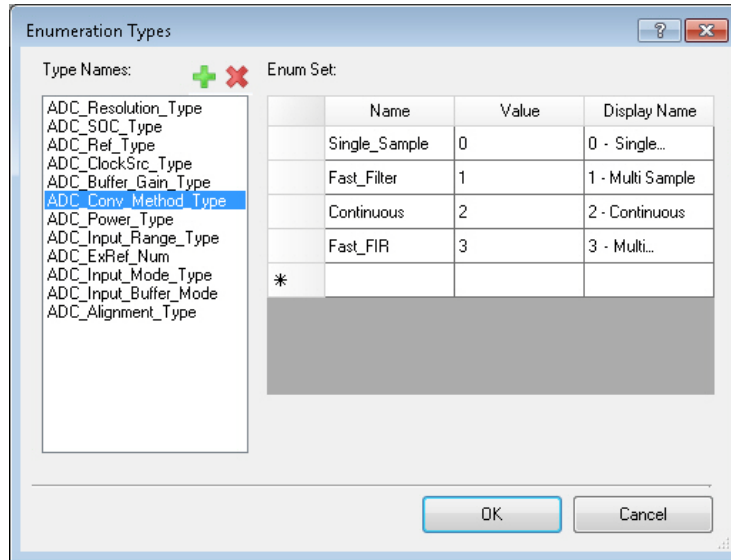 Enumeration Types
?
Type Names:
Enum Set:
ADC_Resolution_Type
ADC_SOC_Type
ADC_Ref_Type
ADC_ClockSrc_Type
ADC_Buffer_Gain_Type
ADC_Conv_Method_Type
ADC_Power_Type
ADC_Input_Range_Type
ADC_ExRef_Num
ADC_Input_Mode_Type
ADC_Input_Buffer_Mode
ADC_Alignment_Type
Name Value Display Name
Single_Sample 0 0 - Single...
Fast_Filter 1 1 - Multi Sample
Continuous 2 2 - Continuous
Fast_FIR 3 3 - Multi...
*
OK Cancel